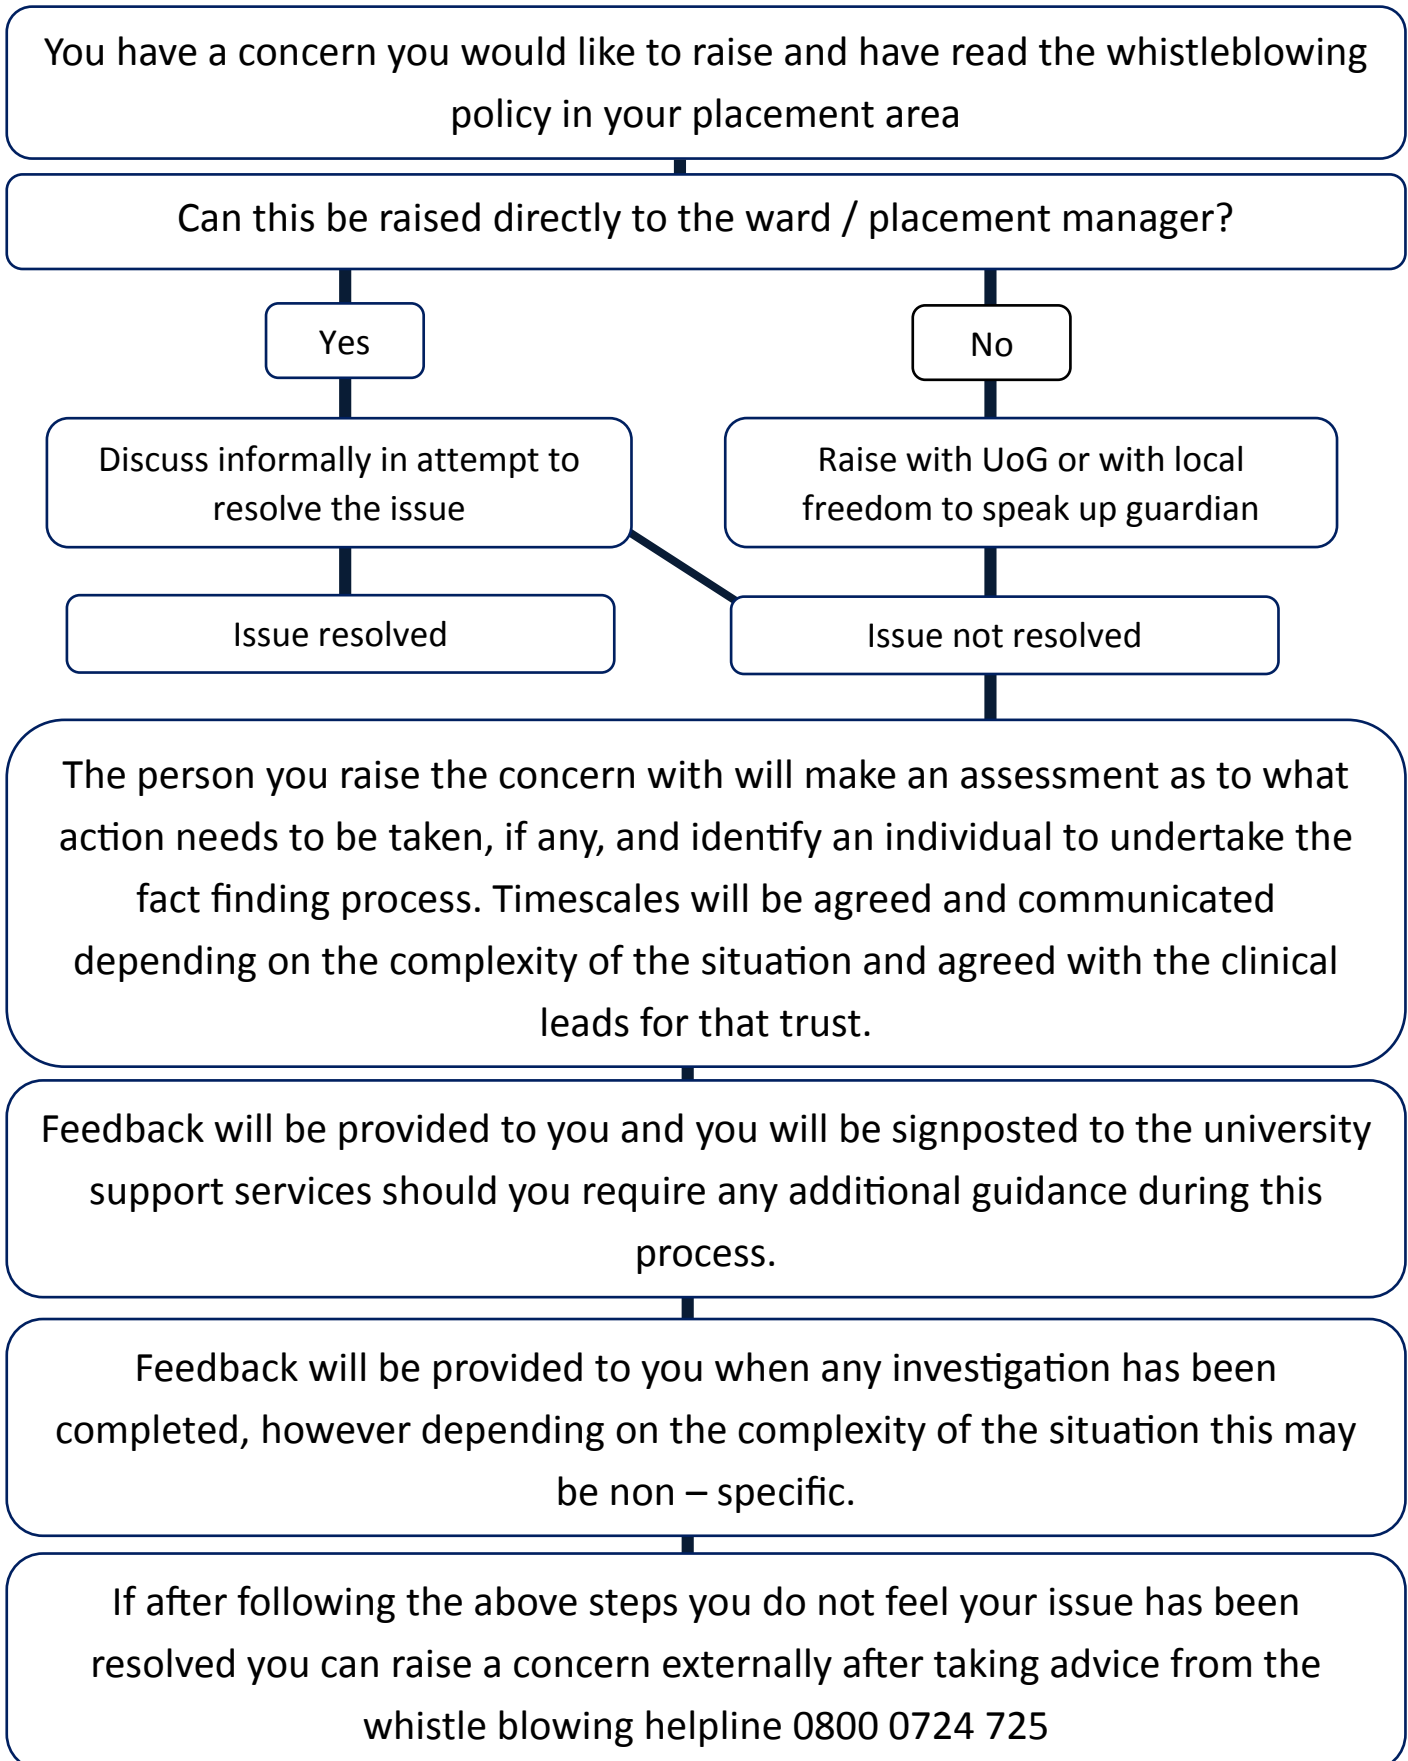 You have a concern you would like to raise and have read the whistleblowing
policy in your placement area
Can this be raised directly to the ward / placement manager?
Yes
No
Discuss informally in attempt to
resolve the issue
Raise with UoG or with local
freedom to speak up guardian
Issue resolved
Issue not resolved
The person you raise the concern with will make an assessment as to what
action needs to be taken, if any, and identify an individual to undertake the
fact finding process. Timescales will be agreed and communicated
depending on the complexity of the situation and agreed with the clinical
leads for that trust.
Feedback will be provided to you and you will be signposted to the university
support services should you require any additional guidance during this
process.
Feedback will be provided to you when any investigation has been
completed, however depending on the complexity of the situation this may
be non – specific.
If after following the above steps you do not feel your issue has been
resolved you can raise a concern externally after taking advice from the
whistle blowing helpline 0800 0724 725